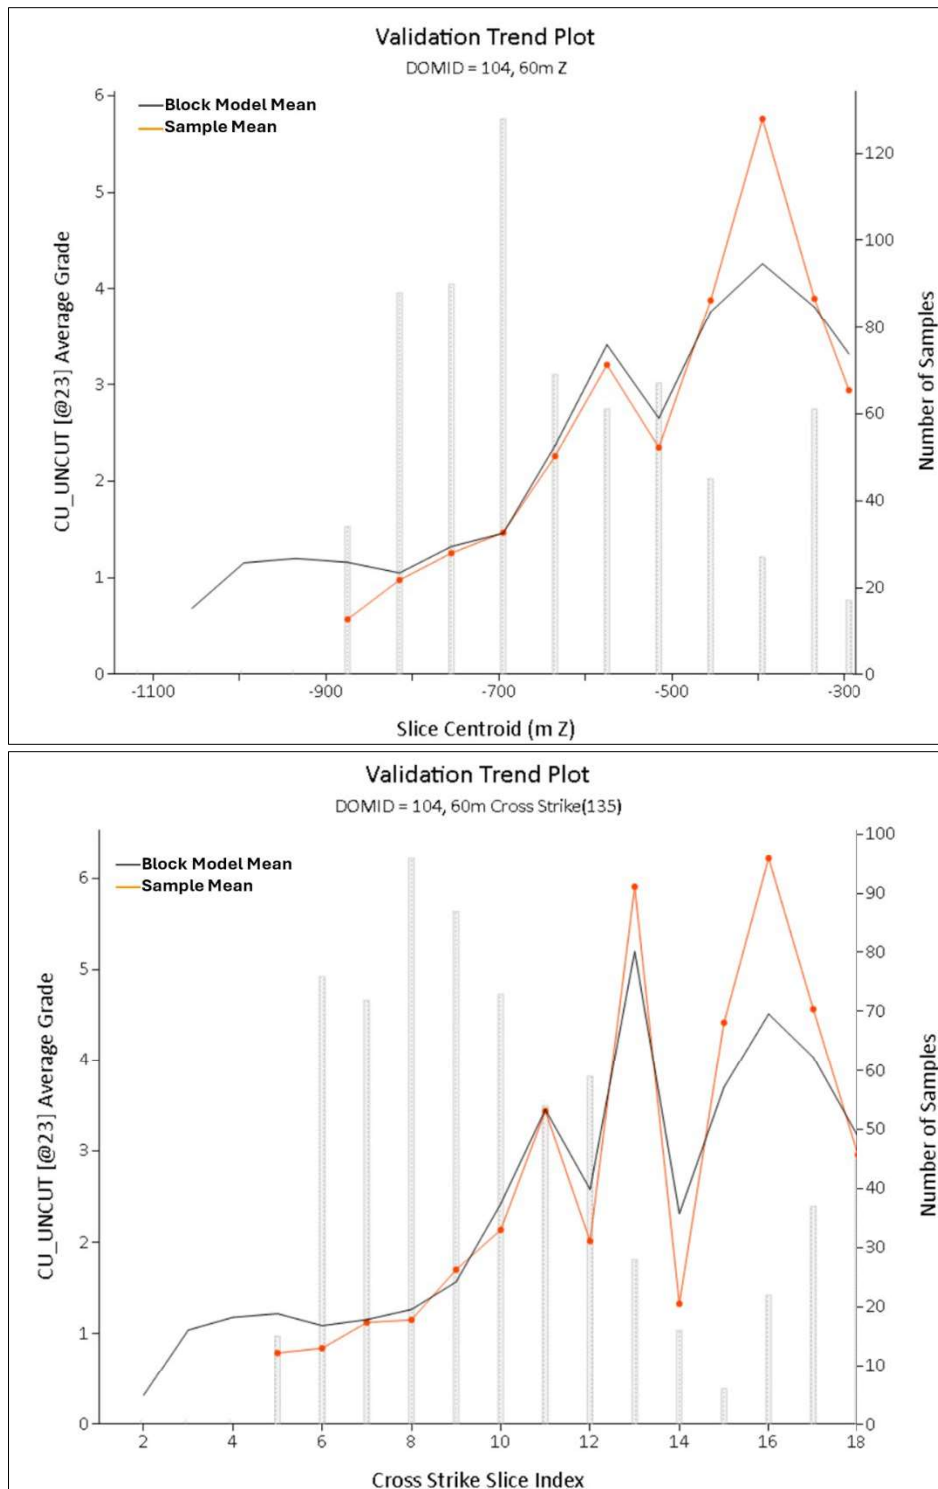 Validation Trend Plot
DOMID = 104, 60m Z
Block Model Mean
Sample Mean
CU_UNCUT [@23] Average Grade
6
5
4
3
2
1
0
Number of Samples
120
100
80
60
40
20
0
-1100 -900 -700 -500 -300
Slice Centroid (m Z)
Validation Trend Plot
DOMID = 104, 60m Cross Strike(135)
Block Model Mean
Sample Mean
CU_UNCUT [@23] Average Grade
6
5
4
3
2
1
0
Number of Samples
100
90
80
70
60
50
40
30
20
10
0
2 4 6 8 10 12 14 16 18
Cross Strike Slice Index